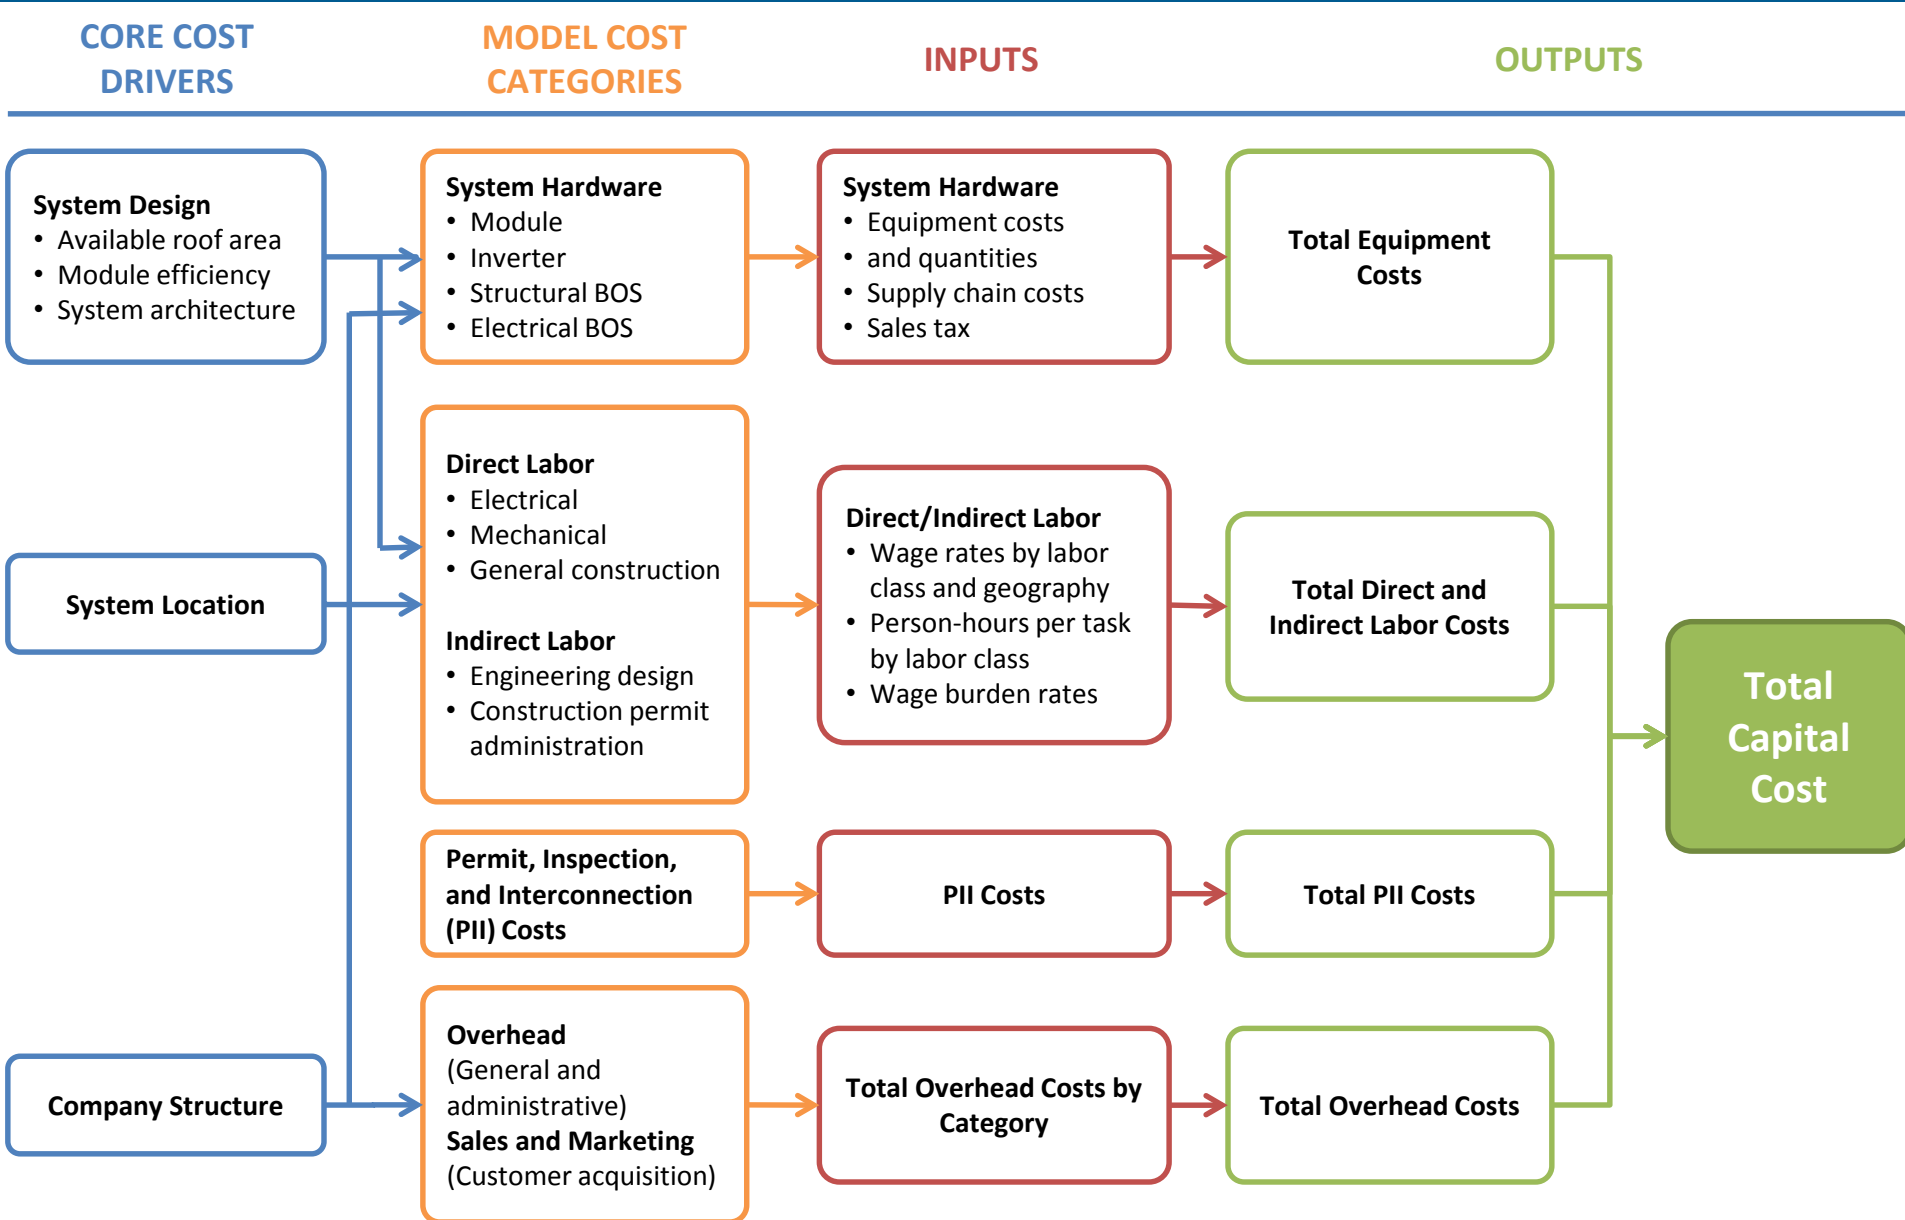 CORE COST
DRIVERS
MODEL COST
CATEGORIES
INPUTS
OUTPUTS
System Design
• Available roof area
• Module efficiency
• System architecture
System Location
Company Structure
System Hardware
• Module
• Inverter
• Structural BOS
• Electrical BOS
Direct Labor
• Electrical
• Mechanical
• General construction
Indirect Labor
• Engineering design
• Construction permit
administration
Permit, Inspection,
and Interconnection
(PII) Costs
Overhead
(General and
administrative)
Sales and Marketing
(Customer acquisition)
System Hardware
• Equipment costs
• and quantities
• Supply chain costs
• Sales tax
Direct/Indirect Labor
• Wage rates by labor
class and geography
• Person-hours per task
by labor class
• Wage burden rates
PII Costs
Total Overhead Costs by
Category
Total Equipment
Costs
Total Direct and
Indirect Labor Costs
Total PII Costs
Total Overhead Costs
Total
Capital
Cost